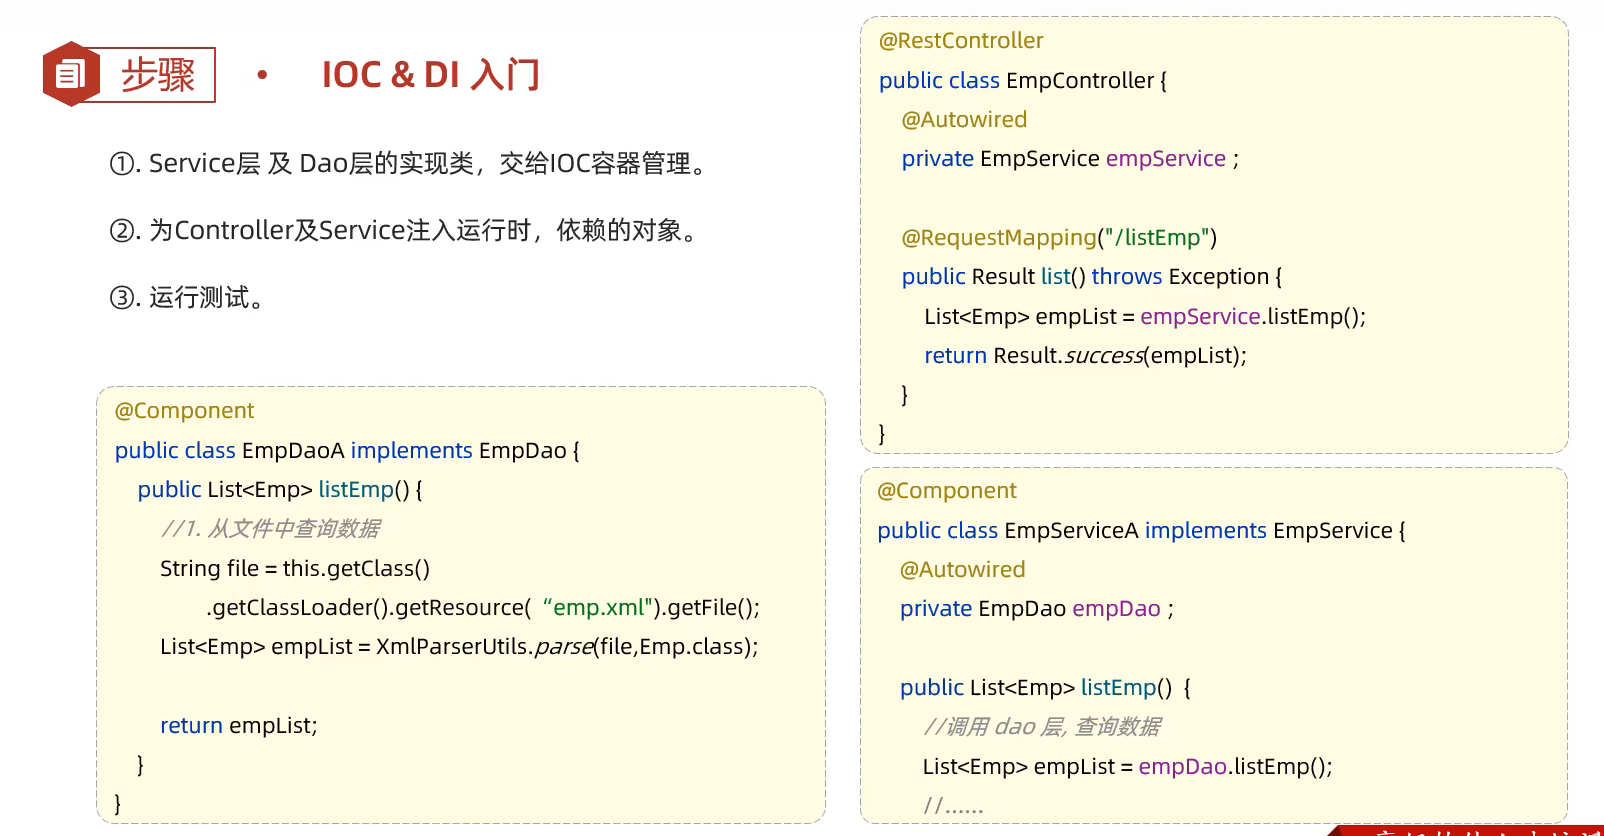 步骤
IOC & DI 入门
①. Service层 及 Dao层的实现类，交给IOC容器管理。
②. 为Controller及Service注入运行时，依赖的对象。
③. 运行测试。
@Component
public class EmpDaoA implements EmpDao {
public List<Emp> listEmp() {
//1. 从文件中查询数据
String file = this.getClass()
.getClassLoader().getResource( “emp.xml").getFile();
List<Emp> empList = XmlParserUtils.parse(file,Emp.class);
return empList;
}
}
@RestController
public class EmpController {
@Autowired
private EmpService empService ;
@RequestMapping("/listEmp")
public Result list() throws Exception {
List<Emp> empList = empService.listEmp();
return Result.success(empList);
}
}
@Component
public class EmpServiceA implements EmpService {
@Autowired
private EmpDao empDao ;
public List<Emp> listEmp() {
//调用 dao 层, 查询数据
List<Emp> empList = empDao.listEmp();
//......